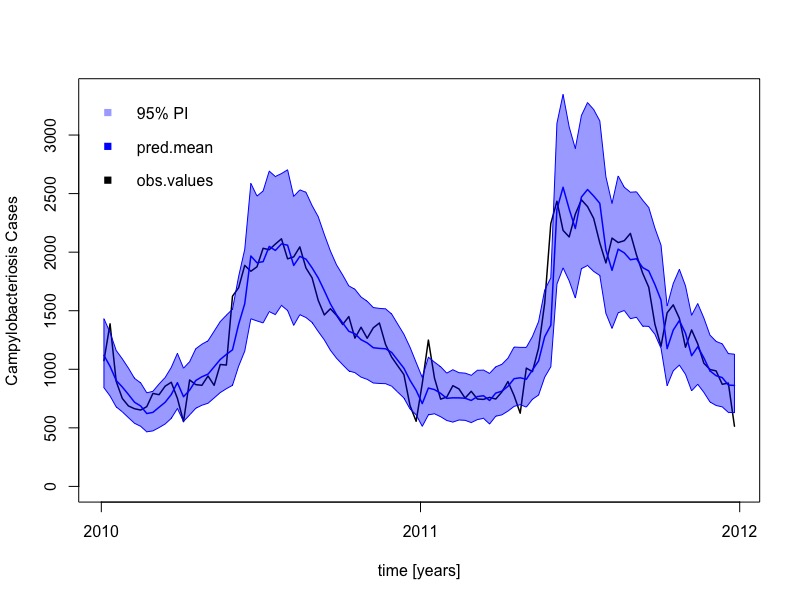 95% PI
pred.mean
obs.values
Campylobacteriosis Cases
3000
2500
2000
1500
1000
500
0
2010
2011
2012
time [years]